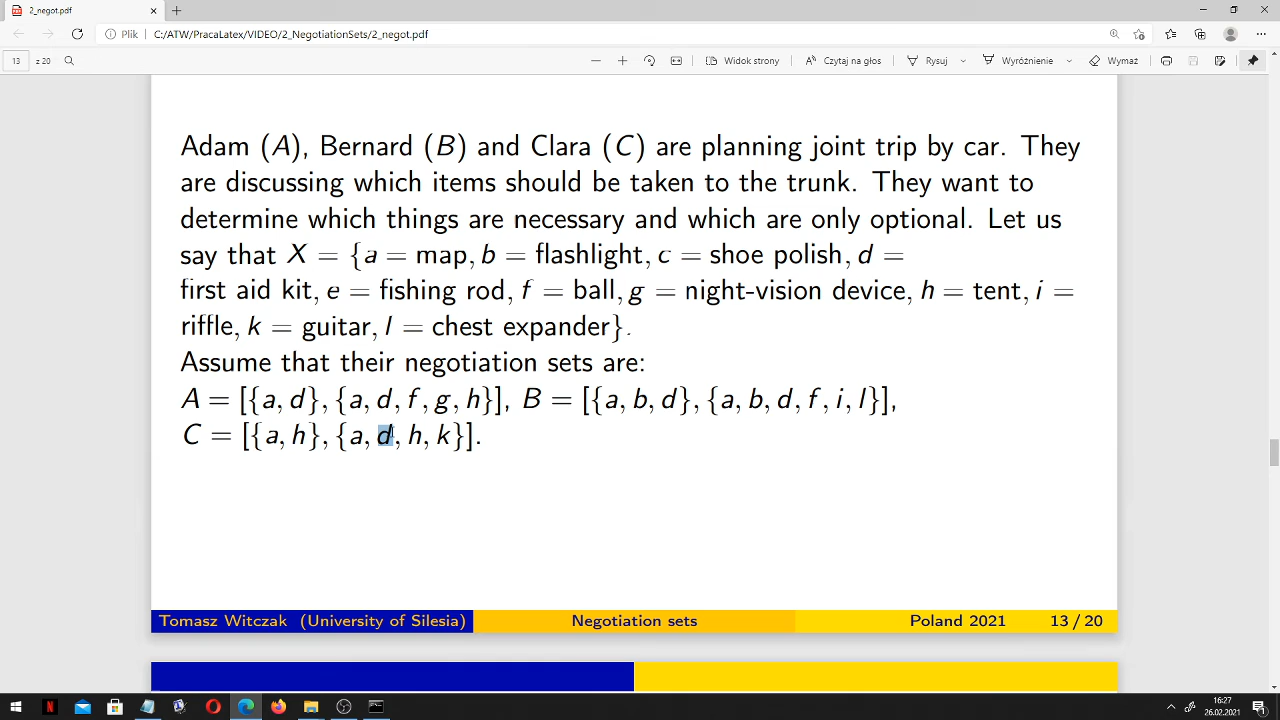 2_negot.pdf
Plik
C:/ATW/PracaLatex/VIDEO/2_NegotiationSets/2_negot.pdf
13
z 20
Widok strony
Czytaj na głos
Rysuj
Wyróżnienie
Wymaż
Adam (A), Bernard (B) and Clara (C) are planning joint trip by car. They
are discussing which items should be taken to the trunk. They want to
determine which things are necessary and which are only optional. Let us
say that X = {a = map, b = flashlight, c = shoe polish, d =
first aid kit, e = fishing rod, f = ball, g = night-vision device, h = tent, i =
riffle, k = guitar, l = chest expander}.
Assume that their negotiation sets are:
A = [{a, d}, {a, d, f, g, h}], B = [{a, b, d}, {a, b, d, f, i, l}],
C = [{a, h}, {a, d, h, k}].
Tomasz Witczak (University of Silesia)
Negotiation sets
Poland 2021
13 / 20
16:27
26.02.2021